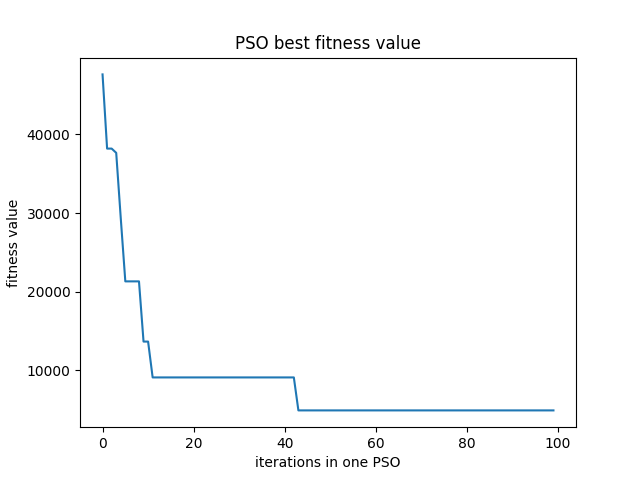 PSO best fitness value
fitness value
40000
30000
20000
10000
0 20 40 60 80 100
iterations in one PSO